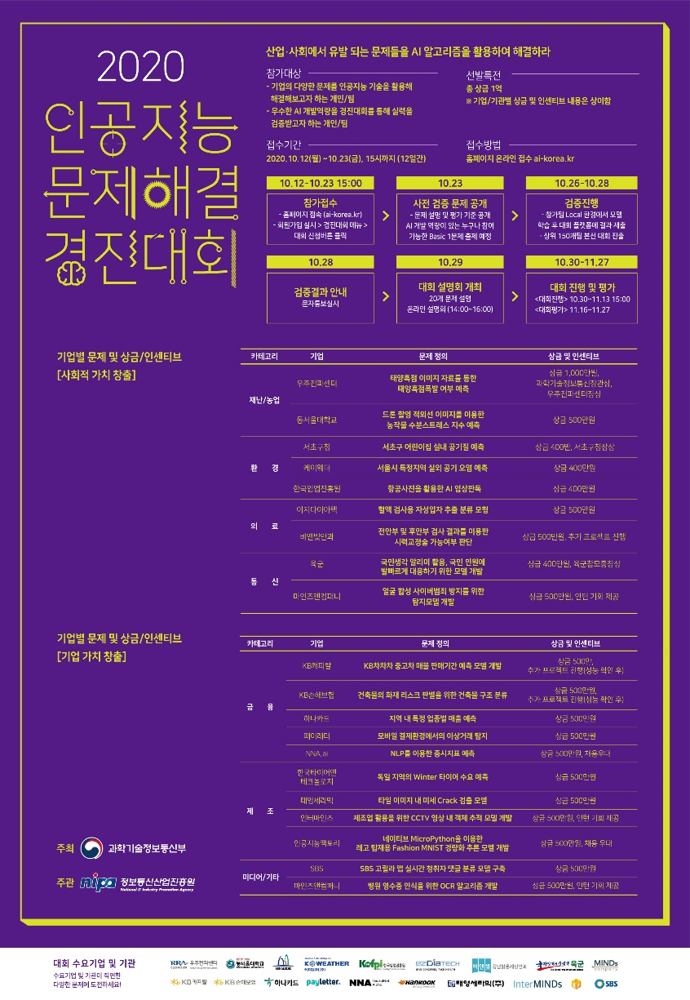 2020
인공지능
문제해결
경진대회
산업·사회에서 유발 되는 문제들을 AI 알고리즘을 활용하여 해결하라
참가대상
- 기업의 다양한 문제를 인공지능 기술을 활용해
해결해보고자 하는 개인/팀
- 우수한 AI 개발역량을 경진대회를 통해 실력을
검증받고자 하는 개인/팀
선발특전
총 상금 1억
※ 기업/기관별 상금 및 인센티브 내용은 상이함
접수기간
2020.10.12(월) ~10.23(금), 15시까지 (12일간)
접수방법
홈페이지 온라인 접수 ai-korea.kr
10.12-10.23 15:00
참가접수
- 홈페이지 접속 (ai-korea.kr)
- 회원가입 실시 > 경진대회 메뉴 >
대회 신청버튼 클릭
10.23
사전 검증 문제 공개
- 문제 설명 및 평가 기준 공개
AI 개발 역량이 있는 누구나 참여
가능한 Basic 1문제 출제 예정
10.26-10.28
검증진행
- 참가팀 Local 환경에서 모델
학습 후 대회 플랫폼에 결과 제출
- 상위 150개팀 본선 대회 진출
10.28
검증결과 안내
문자통보실시
10.29
대회 설명회 개최
20개 문제 설명
온라인 설명회 (14:00~16:00)
10.30-11.27
대회 진행 및 평가
<대회진행> 10.30~11.13 15:00
<대회평가> 11.16~11.27
기업별 문제 및 상금/인센티브
[사회적 가치 창출]
카테고리 기업 문제 정의 상금 및 인센티브
재난/농업
우주전파센터
태양흑점 이미지 자료를 통한
태양흑점폭발 여부 예측
상금 1,000만원,
과학기술정보통신장관상,
우주전파센터장상
동서울대학교
드론 촬영 적외선 이미지를 이용한
농작물 수분스트레스 지수 예측
상금 500만원
환 경
서초구청 서초구 어린이집 실내 공기질 예측 상금 400만, 서초구청장상
케이웨더 서울시 특정지역 실외 공기 오염 예측 상금 400만원
한국임업진흥원 항공사진을 활용한 AI 임상판독 상금 400만원
의 료
이지다이아텍 혈액 검사용 자성입자 추출 분류 모형 상금 500만원
비앤빛안과
전안부 및 후안부 검사 결과를 이용한
시력교정술 가능여부 판단
상금 500만원, 추가 프로젝트 진행
통 신
육군
국민생각 알리미 활용, 국민 민원에
발빠르게 대응하기 위한 모델 개발
상금 400만원, 육군참모총장상
마인즈앤컴퍼니
얼굴 합성 사이버범죄 방지를 위한
탐지모델 개발
상금 500만원, 인턴 기회 제공
기업별 문제 및 상금/인센티브
[기업 가치 창출]
카테고리 기업 문제 정의 상금 및 인센티브
금 융
KB캐피탈 KB차차차 중고차 매물 판매기간 예측 모델 개발
상금 500만,
추가 프로젝트 진행(성능 확인 후)
KB손해보험 건축물의 화재 리스크 판별을 위한 건축물 구조 분류
상금 500만원,
추가 프로젝트 진행(성능 확인 후)
하나카드 지역 내 특정 업종별 매출 예측 상금 500만원
페이레터 모바일 결제환경에서의 이상거래 탐지 상금 500만원
NNA.ai NLP를 이용한 증시지표 예측 상금 500만원, 채용우대
제 조
한국타이어앤
테크놀로지
독일 지역의 Winter 타이어 수요 예측 상금 500만원
태영세라믹 타일 이미지 내 미세 Crack 검출 모델 상금 500만원
인터마인즈 제조업 활용을 위한 CCTV 영상 내 객체 추적 모델 개발 상금 500만원, 인턴 기회 제공
인공지능팩토리
네이티브 MicroPython을 이용한
레고 탑재용 Fashion MNIST 경량화 추론 모델 개발
상금 500만원, 채용 우대
미디어/기타
SBS SBS 고릴라 앱 실시간 청취자 댓글 분류 모델 구축 상금 500만원
마인즈앤컴퍼니 병원 영수증 인식을 위한 OCR 알고리즘 개발 상금 500만원, 인턴 기회 제공
주최 과학기술정보통신부
주관 nipa 정보통신산업진흥원
National IT Industry Promotion Agency
대회 수요기업 및 기관
수요기업 및 기관이 직면한
다양한 문제에 도전하세요!
RRA 우주전파센터 동서울대학교 K WEATHER Kofpi 한국임업진흥원 EZDIATECH 비앤빛 강남밝은세상안과 육군 MINDs company
KB캐피탈 KB손해보험 하나카드 payletter. NNA HANKOOK 태영세라믹(주) InterMINDs SBS